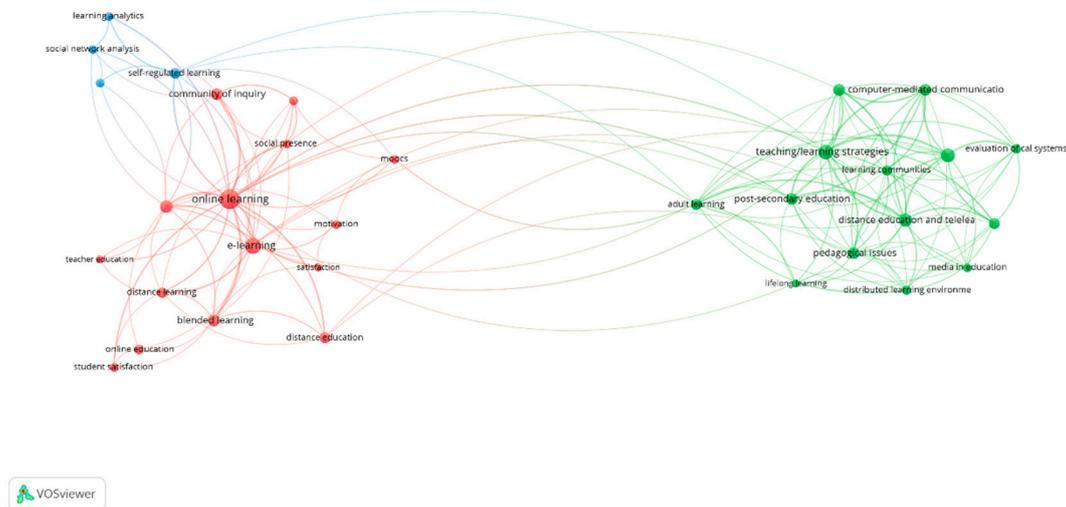 learning analytics
social network analysis
self-regulated learning
community of inquiry
social presence
moocs
online learning
motivation
e-learning
teacher education
satisfaction
distance learning
blended learning
distance education
online education
student satisfaction
computer-mediated communicatio
teaching/learning strategies
evaluation of cal systems
learning communities
adult learning
post-secondary education
distance education and telelea
pedagogical issues
media in education
lifelong learning
distributed learning environme
VOSviewer